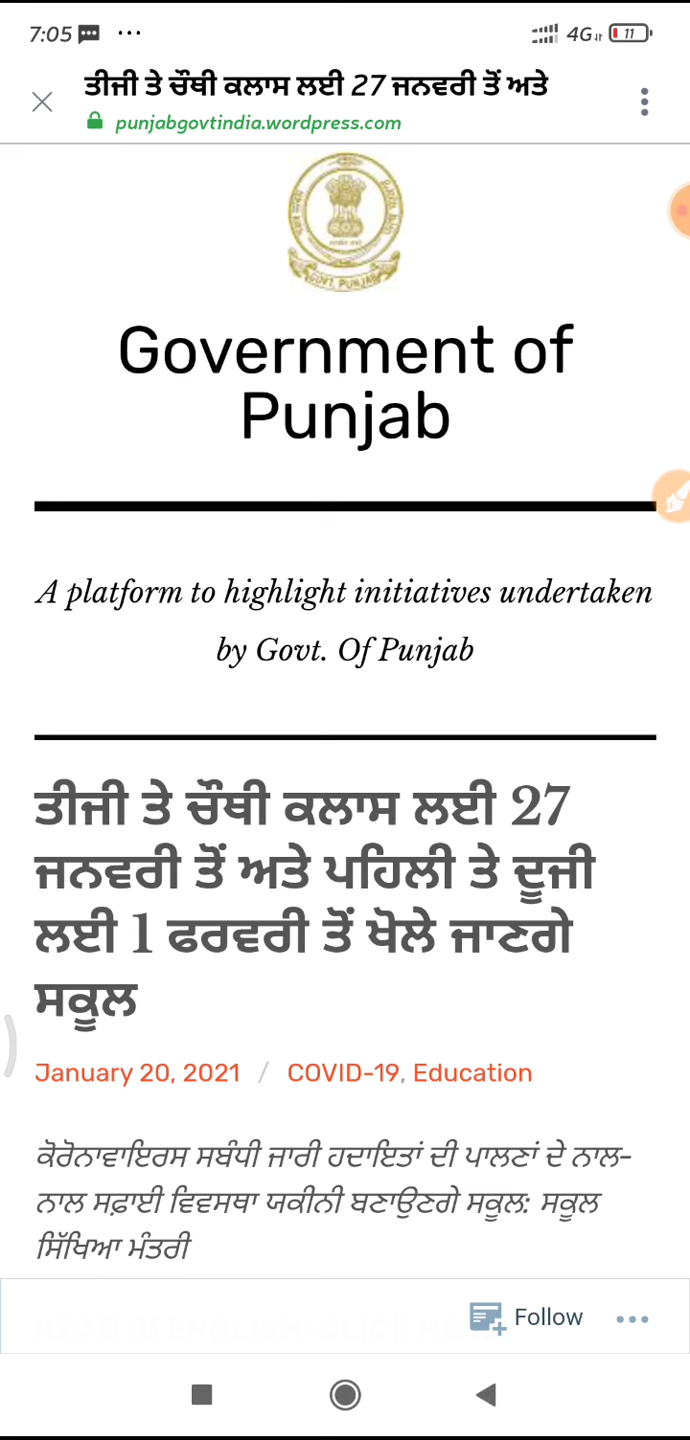 7:05 ... 4G 11
ਤੀਜੀ ਤੇ ਚੌਥੀ ਕਲਾਸ ਲਈ 27 ਜਨਵਰੀ ਤੋਂ ਅਤੇ
punjabgovtindia.wordpress.com
GOVT. PUNJAB
Government of
Punjab
A platform to highlight initiatives undertaken
by Govt. Of Punjab
ਤੀਜੀ ਤੇ ਚੌਥੀ ਕਲਾਸ ਲਈ 27
ਜਨਵਰੀ ਤੋਂ ਅਤੇ ਪਹਿਲੀ ਤੇ ਦੂਜੀ
ਲਈ 1 ਫਰਵਰੀ ਤੋਂ ਖੋਲੇ ਜਾਣਗੇ
ਸਕੂਲ
January 20, 2021 / COVID-19, Education
ਕੋਰੋਨਾਵਾਇਰਸ ਸਬੰਧੀ ਜਾਰੀ ਹਦਾਇਤਾਂ ਦੀ ਪਾਲਣਾਂ ਦੇ ਨਾਲ-
ਨਾਲ ਸਫ਼ਾਈ ਵਿਵਸਥਾ ਯਕੀਨੀ ਬਣਾਉਣਗੇ ਸਕੂਲ: ਸਕੂਲ
ਸਿੱਖਿਆ ਮੰਤਰੀ
Follow ...